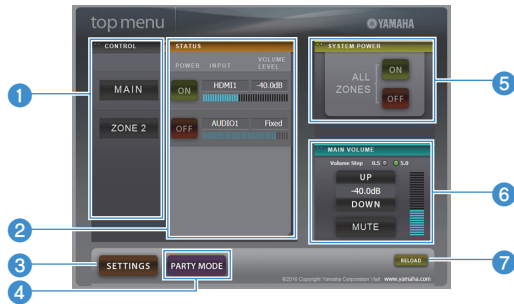 top menu
YAMAHA
CONTROL
STATUS
SYSTEM POWER
POWER INPUT VOLUME LEVEL
MAIN
ON HDMI1 -40.0dB
ZONE 2
OFF AUDIO1 Fixed
ALL ZONES
ON
OFF
MAIN VOLUME
Volume Step 0.5 5.0
UP
-40.0dB
DOWN
MUTE
SETTINGS
PARTY MODE
RELOAD
©2016 Copyright Yamaha Corporation Visit www.yamaha.com
1
2
3
4
5
6
7